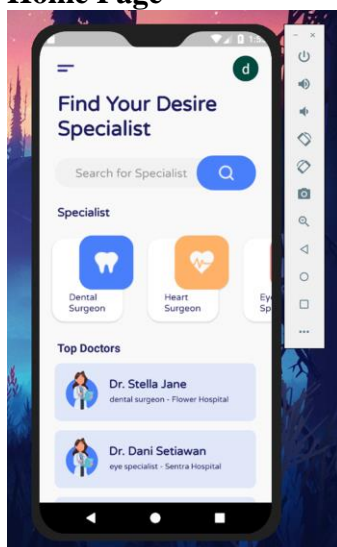 Home Page
d
Find Your Desire
Specialist
Search for Specialist
Specialist
Dental
Surgeon
Heart
Surgeon
Top Doctors
Dr. Stella Jane
dental surgeon - Flower Hospital
Dr. Dani Setiawan
eye specialist - Sentra Hospital